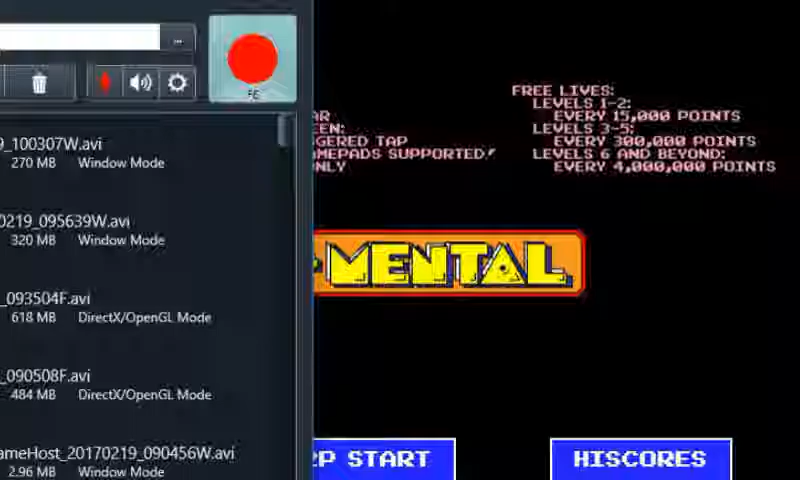 ...
F6
9_100307W.avi
270 MB Window Mode
0219_095639W.avi
320 MB Window Mode
_093504F.avi
618 MB DirectX/OpenGL Mode
_090508F.avi
484 MB DirectX/OpenGL Mode
ameHost_20170219_090456W.avi
2.96 MB Window Mode
AR
EEN:
GERED TAP
AMEPADS SUPPORTED!
ONLY
FREE LIVES:
LEVELS 1-2:
EVERY 15,000 POINTS
LEVELS 3-5:
EVERY 300,000 POINTS
LEVELS 6 AND BEYOND:
EVERY 4,000,000 POINTS
MENTAL
2P START
HISCORES